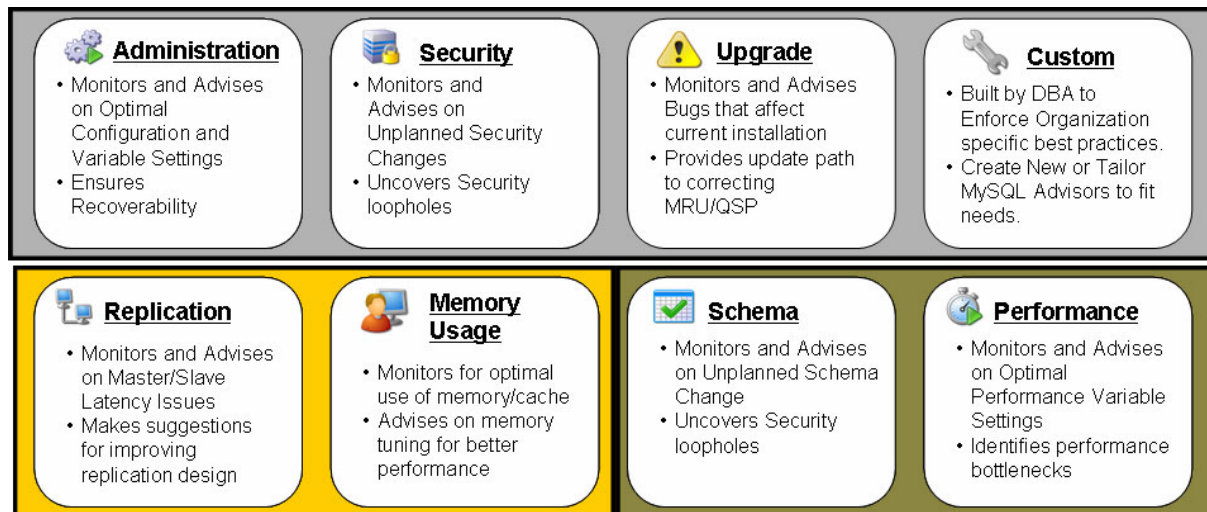 Administration
• Monitors and Advises
on Optimal
Configuration and
Variable Settings
• Ensures
Recoverability
Security
• Monitors and
Advises on
Unplanned Security
Changes
• Uncovers Security
loopholes
Upgrade
• Monitors and Advises
Bugs that affect
current installation
• Provides update path
to correcting
MRU/QSP
Custom
• Built by DBA to
Enforce Organization
specific best practices.
• Create New or Tailor
MySQL Advisors to fit
needs.
Replication
• Monitors and Advises
on Master/Slave
Latency Issues
• Makes suggestions
for improving
replication design
Memory
Usage
• Monitors for optimal
use of memory/cache
• Advises on memory
tuning for better
performance
Schema
• Monitors and Advises
on Unplanned Schema
Change
• Uncovers Security
loopholes
Performance
• Monitors and Advises
on Optimal
Performance Variable
Settings
• Identifies performance
bottlenecks